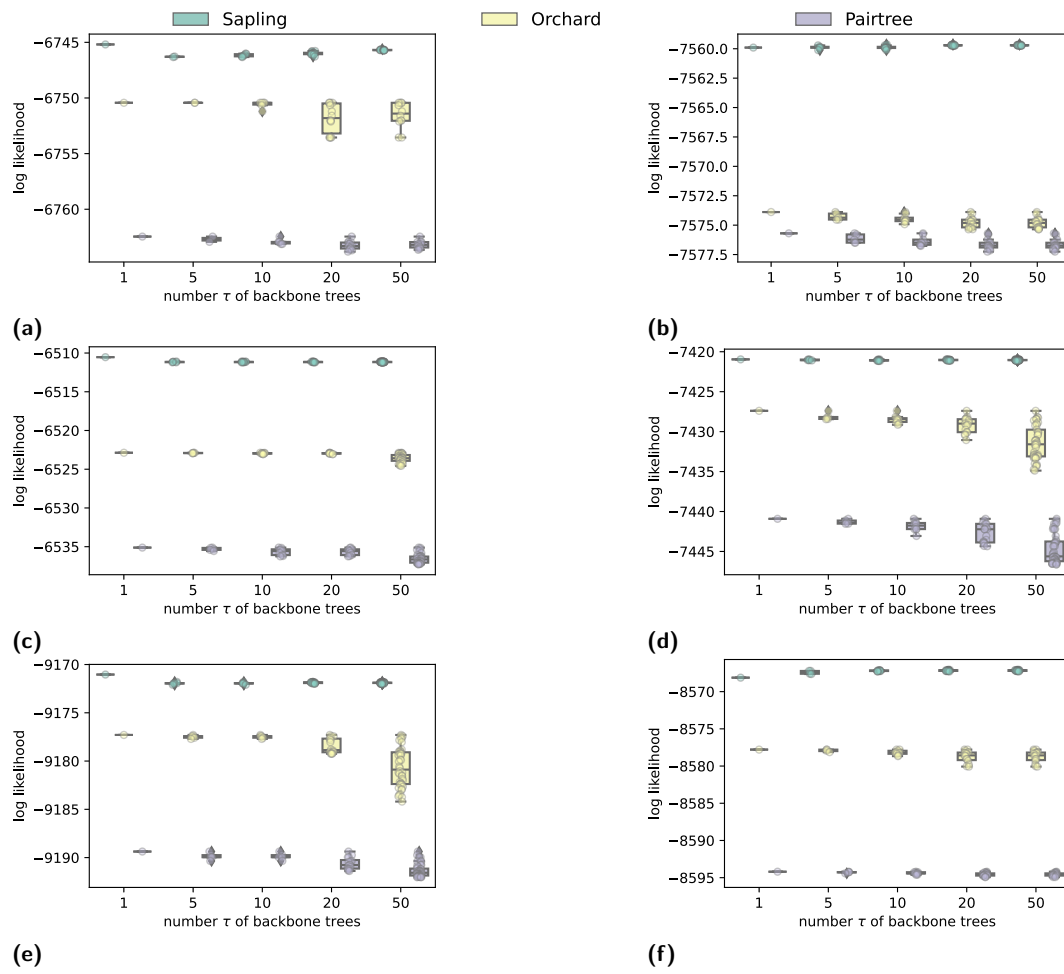 Sapling Orchard Pairtree
−6745
−6750
−6755
−6760
log likelihood
1 5 10 20 50
number τ of backbone trees
(a)
−7560.0
−7562.5
−7565.0
−7567.5
−7570.0
−7572.5
−7575.0
−7577.5
log likelihood
1 5 10 20 50
number τ of backbone trees
(b)
−6510
−6515
−6520
−6525
−6530
−6535
log likelihood
1 5 10 20 50
number τ of backbone trees
(c)
−7420
−7425
−7430
−7435
−7440
−7445
log likelihood
1 5 10 20 50
number τ of backbone trees
(d)
−9170
−9175
−9180
−9185
−9190
log likelihood
1 5 10 20 50
number τ of backbone trees
(e)
−8570
−8575
−8580
−8585
−8590
−8595
log likelihood
1 5 10 20 50
number τ of backbone trees
(f)